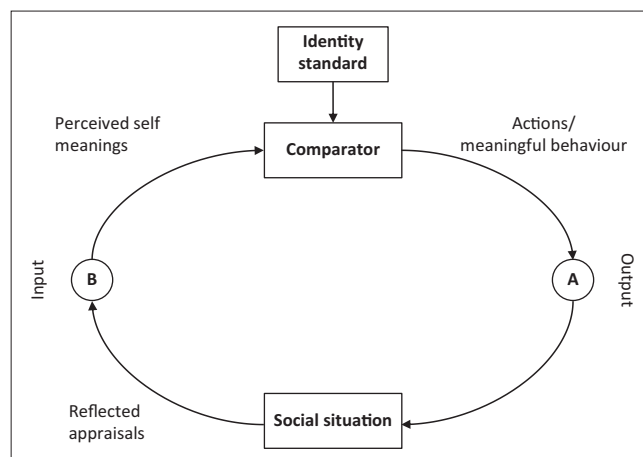 Identity
standard
Perceived self
meanings
Comparator
Actions/
meaningful behaviour
Input
B
A
Output
Reflected
appraisals
Social situation